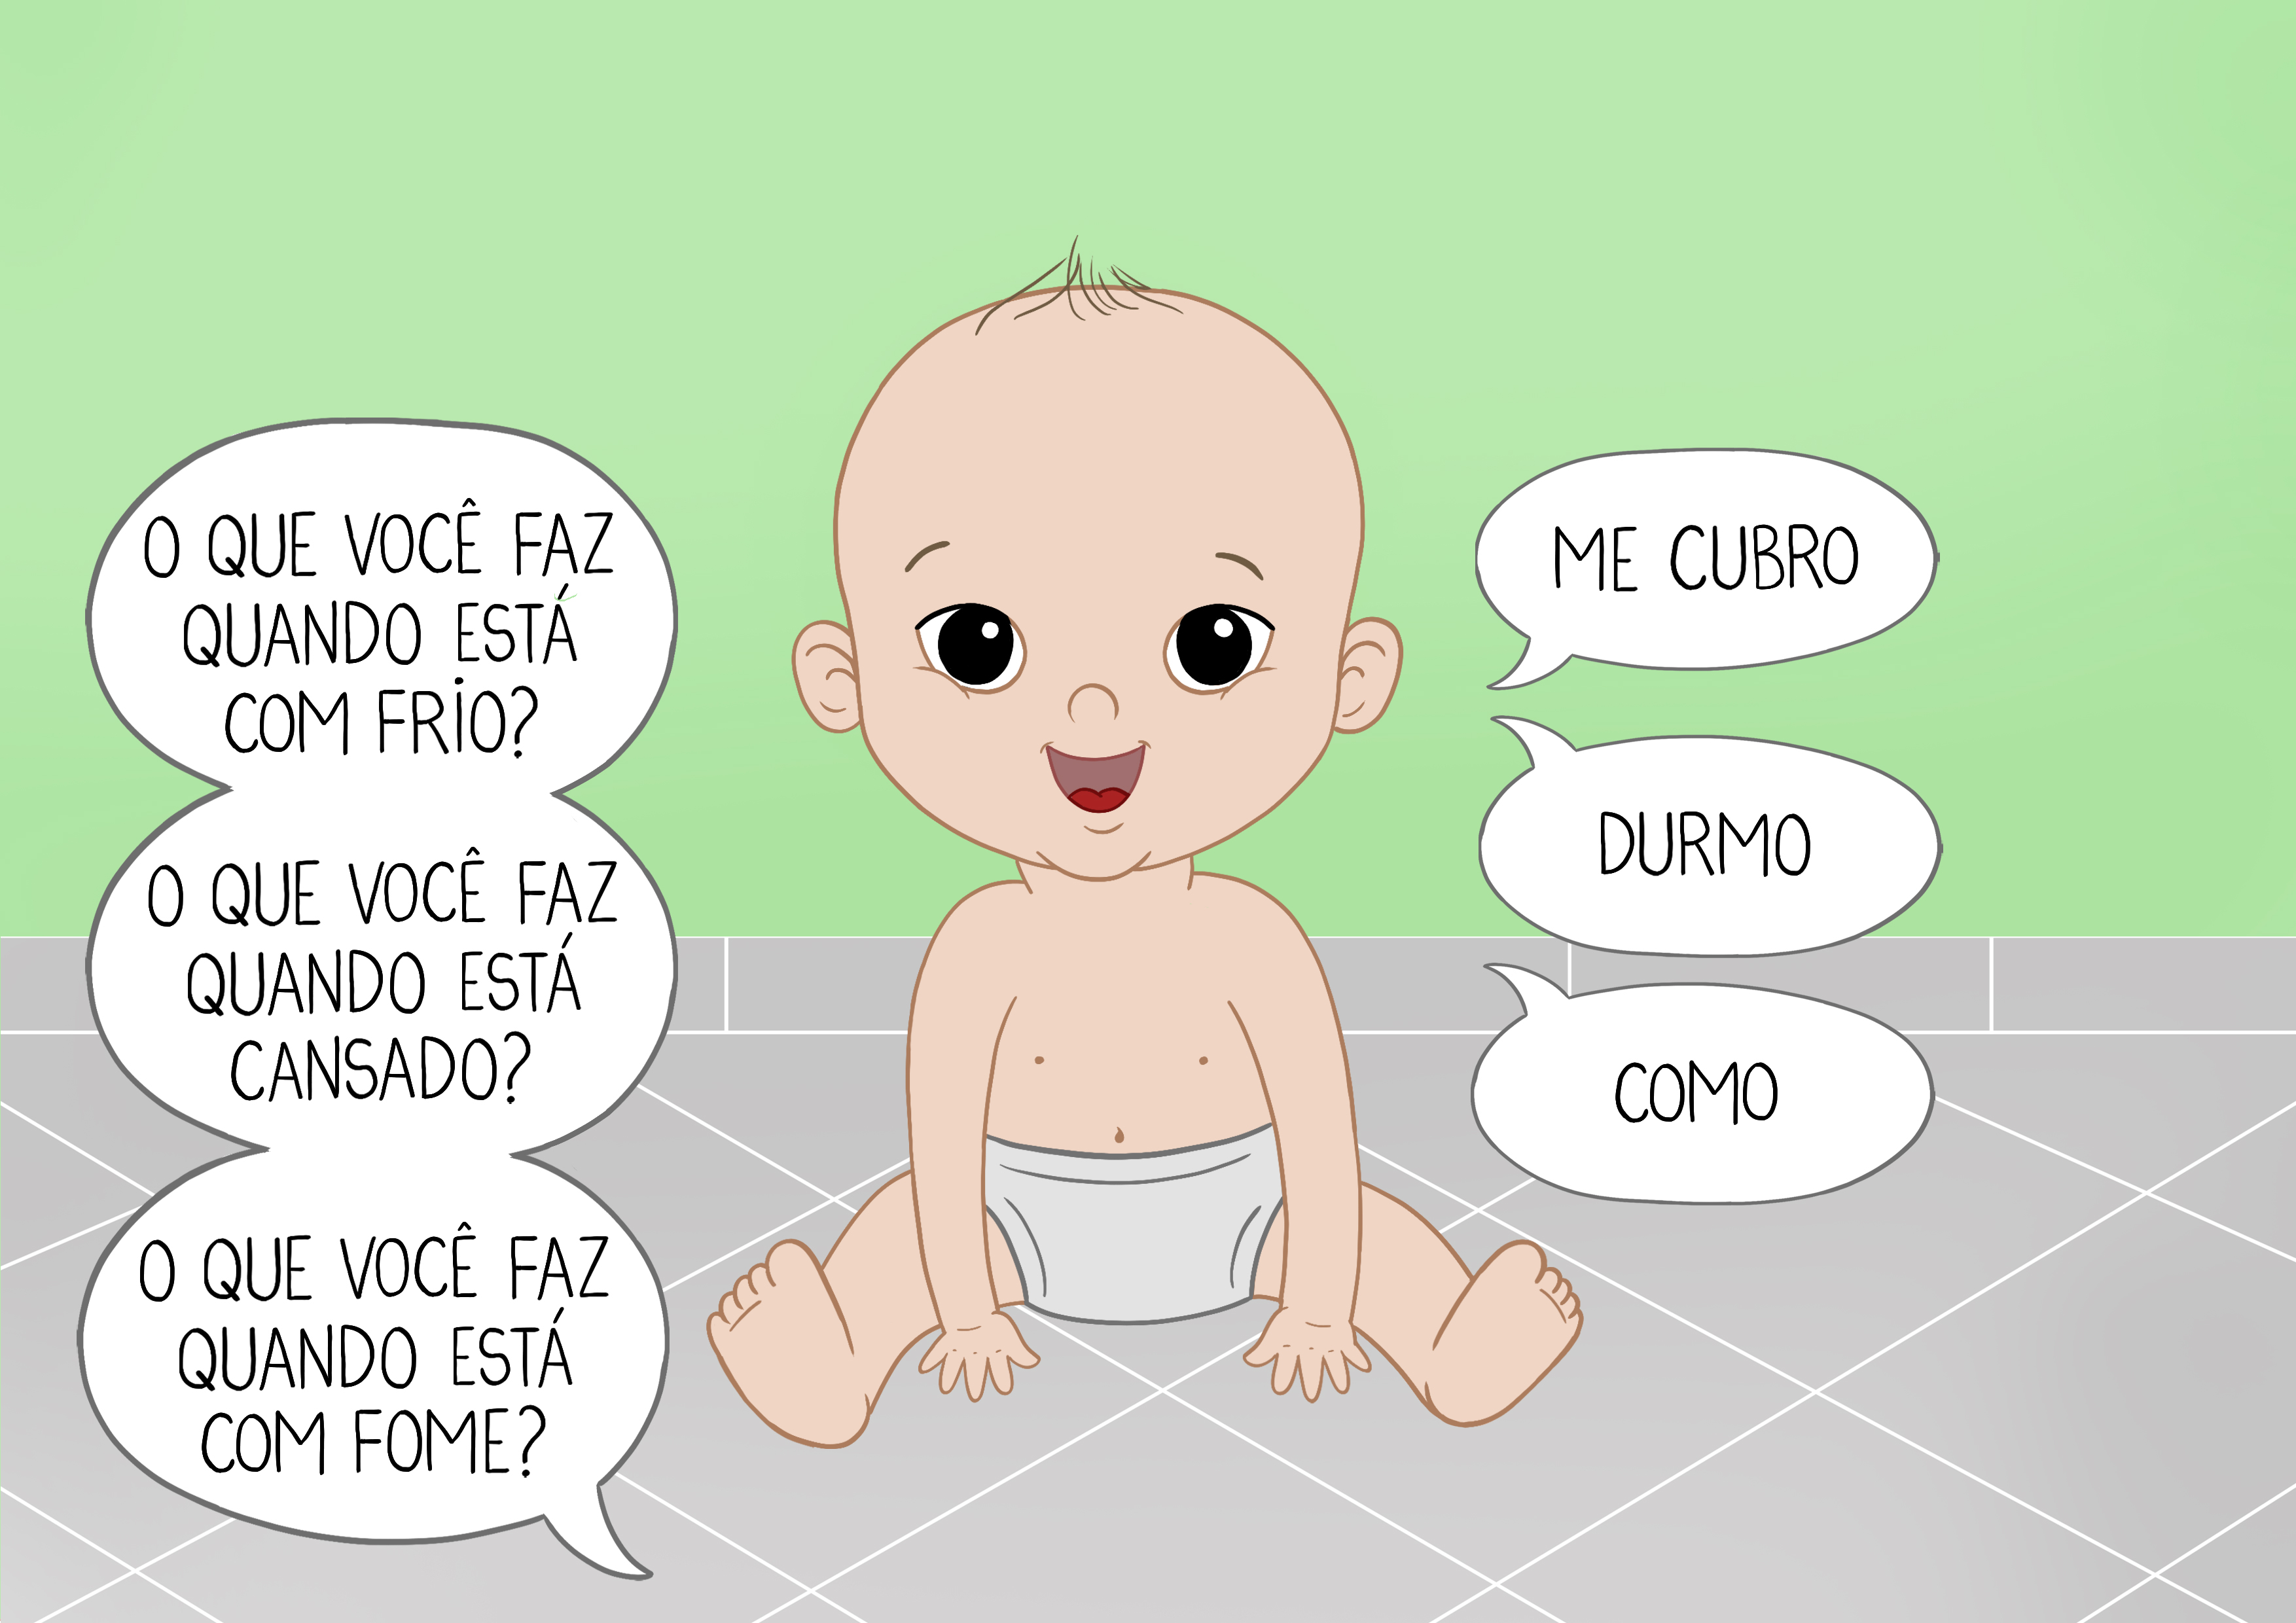 O QUE VOCÊ FAZ
QUANDO ESTÁ
COM FRIO?
O QUE VOCÊ FAZ
QUANDO ESTÁ
CANSADO?
O QUE VOCÊ FAZ
QUANDO ESTÁ
COM FOME?
ME CUBRO
DURMO
COMO